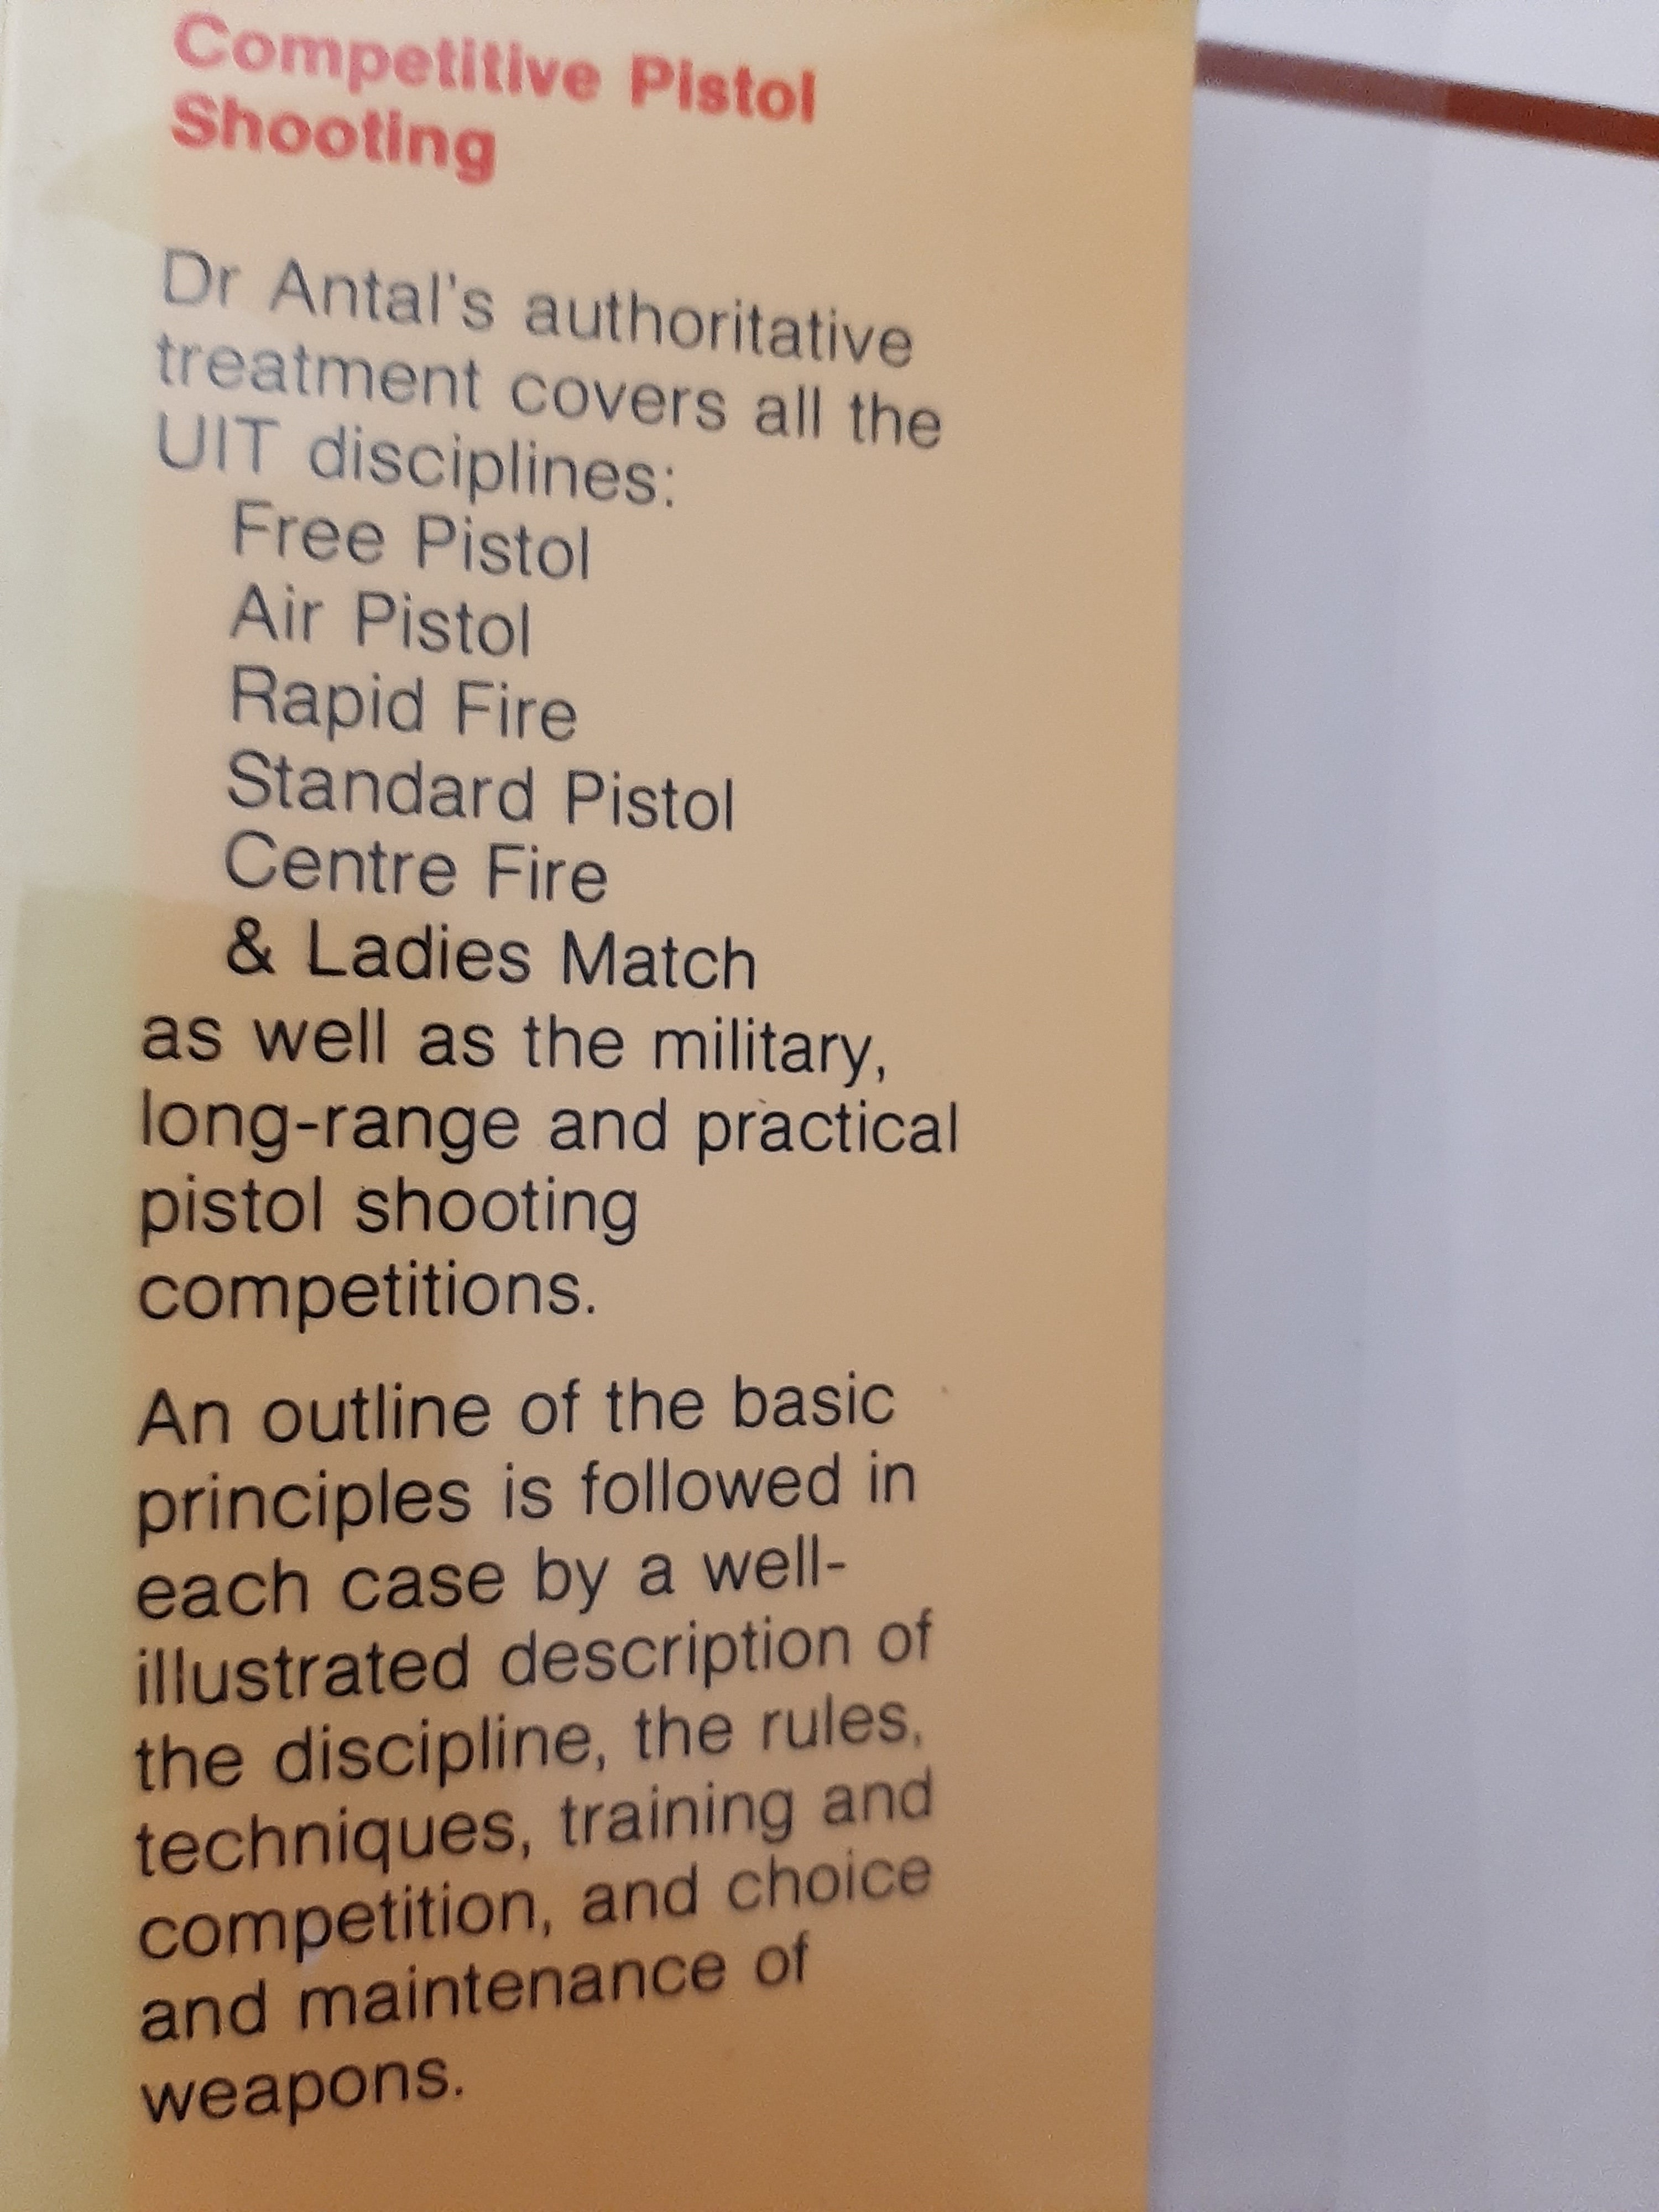 Competitive Pistol
Shooting
Dr Antal's authoritative
treatment covers all the
UIT disciplines:
Free Pistol
Air Pistol
Rapid Fire
Standard Pistol
Centre Fire
& Ladies Match
as well as the military,
long-range and practical
pistol shooting
competitions.
An outline of the basic
principles is followed in
each case by a well-
illustrated description of
the discipline, the rules,
techniques, training and
competition, and choice
and maintenance of
weapons.